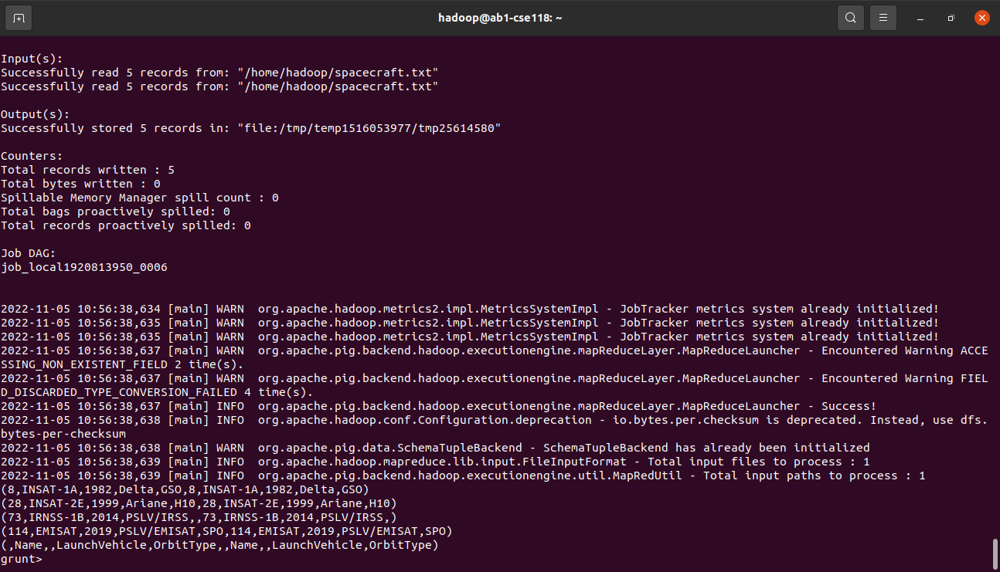 hadoop@ab1-cse118: ~
Input(s):
Successfully read 5 records from: "/home/hadoop/spacecraft.txt"
Successfully read 5 records from: "/home/hadoop/spacecraft.txt"
Output(s):
Successfully stored 5 records in: "file:/tmp/temp1516053977/tmp25614580"
Counters:
Total records written : 5
Total bytes written : 0
Spillable Memory Manager spill count : 0
Total bags proactively spilled: 0
Total records proactively spilled: 0
Job DAG:
job_local1920813950_0006
2022-11-05 10:56:38,634 [main] WARN  org.apache.hadoop.metrics2.impl.MetricsSystemImpl - JobTracker metrics system already initialized!
2022-11-05 10:56:38,635 [main] WARN  org.apache.hadoop.metrics2.impl.MetricsSystemImpl - JobTracker metrics system already initialized!
2022-11-05 10:56:38,635 [main] WARN  org.apache.hadoop.metrics2.impl.MetricsSystemImpl - JobTracker metrics system already initialized!
2022-11-05 10:56:38,637 [main] WARN  org.apache.pig.backend.hadoop.executionengine.mapReduceLayer.MapReduceLauncher - Encountered Warning ACCE
SSING_NON_EXISTENT_FIELD 2 time(s).
2022-11-05 10:56:38,637 [main] WARN  org.apache.pig.backend.hadoop.executionengine.mapReduceLayer.MapReduceLauncher - Encountered Warning FIEL
D_DISCARDED_TYPE_CONVERSION_FAILED 4 time(s).
2022-11-05 10:56:38,637 [main] INFO  org.apache.pig.backend.hadoop.executionengine.mapReduceLayer.MapReduceLauncher - Success!
2022-11-05 10:56:38,638 [main] INFO  org.apache.hadoop.conf.Configuration.deprecation - io.bytes.per.checksum is deprecated. Instead, use dfs.
bytes-per-checksum
2022-11-05 10:56:38,638 [main] WARN  org.apache.pig.data.SchemaTupleBackend - SchemaTupleBackend has already been initialized
2022-11-05 10:56:38,639 [main] INFO  org.apache.hadoop.mapreduce.lib.input.FileInputFormat - Total input files to process : 1
2022-11-05 10:56:38,639 [main] INFO  org.apache.pig.backend.hadoop.executionengine.util.MapRedUtil - Total input paths to process : 1
(8,INSAT-1A,1982,Delta,GSO,8,INSAT-1A,1982,Delta,GSO)
(28,INSAT-2E,1999,Ariane,H10,28,INSAT-2E,1999,Ariane,H10)
(73,IRNSS-1B,2014,PSLV/IRSS,,73,IRNSS-1B,2014,PSLV/IRSS,)
(114,EMISAT,2019,PSLV/EMISAT,SPO,114,EMISAT,2019,PSLV/EMISAT,SPO)
(,Name,,LaunchVehicle,OrbitType,,Name,,LaunchVehicle,OrbitType)
grunt>